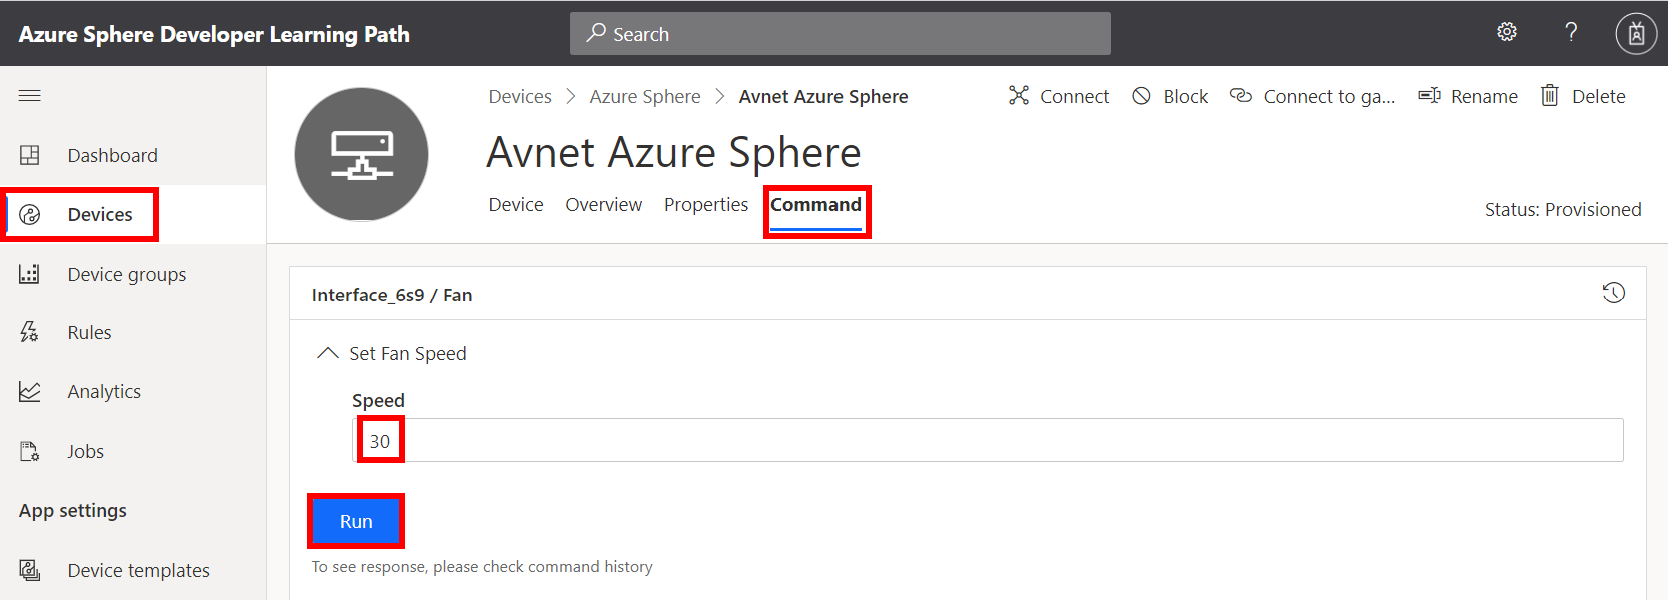 Azure Sphere Developer Learning Path
Search
?
Dashboard
Devices
Device groups
Rules
Analytics
Jobs
App settings
Device templates
Devices > Azure Sphere > Avnet Azure Sphere
Connect
Block
Connect to ga...
Rename
Delete
Avnet Azure Sphere
Device Overview Properties Command
Status: Provisioned
Interface_6s9 / Fan
Set Fan Speed
Speed
30
Run
To see response, please check command history